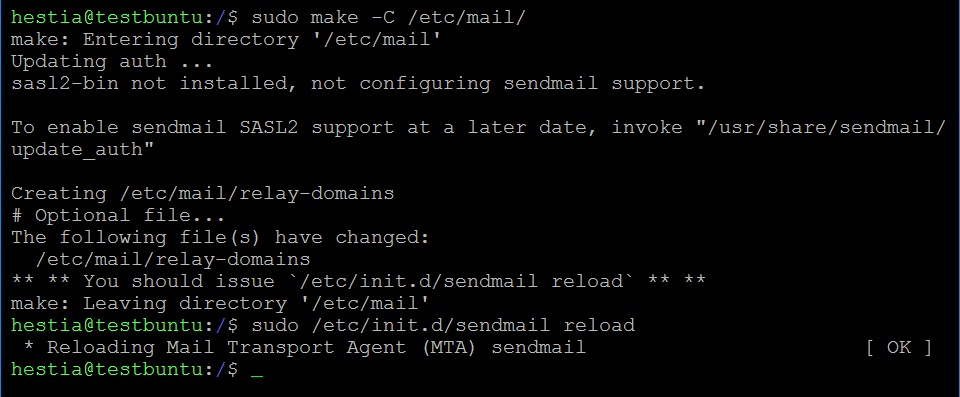 hestia@testbuntu:/$ sudo make -C /etc/mail/
make: Entering directory '/etc/mail'
Updating auth ...
sasl2-bin not installed, not configuring sendmail support.

To enable sendmail SASL2 support at a later date, invoke "/usr/share/sendmail/
update_auth"

Creating /etc/mail/relay-domains
# Optional file...
The following file(s) have changed:
  /etc/mail/relay-domains
** ** You should issue `/etc/init.d/sendmail reload` ** **
make: Leaving directory '/etc/mail'
hestia@testbuntu:/$ sudo /etc/init.d/sendmail reload
 * Reloading Mail Transport Agent (MTA) sendmail                        [ OK ]
hestia@testbuntu:/$ _